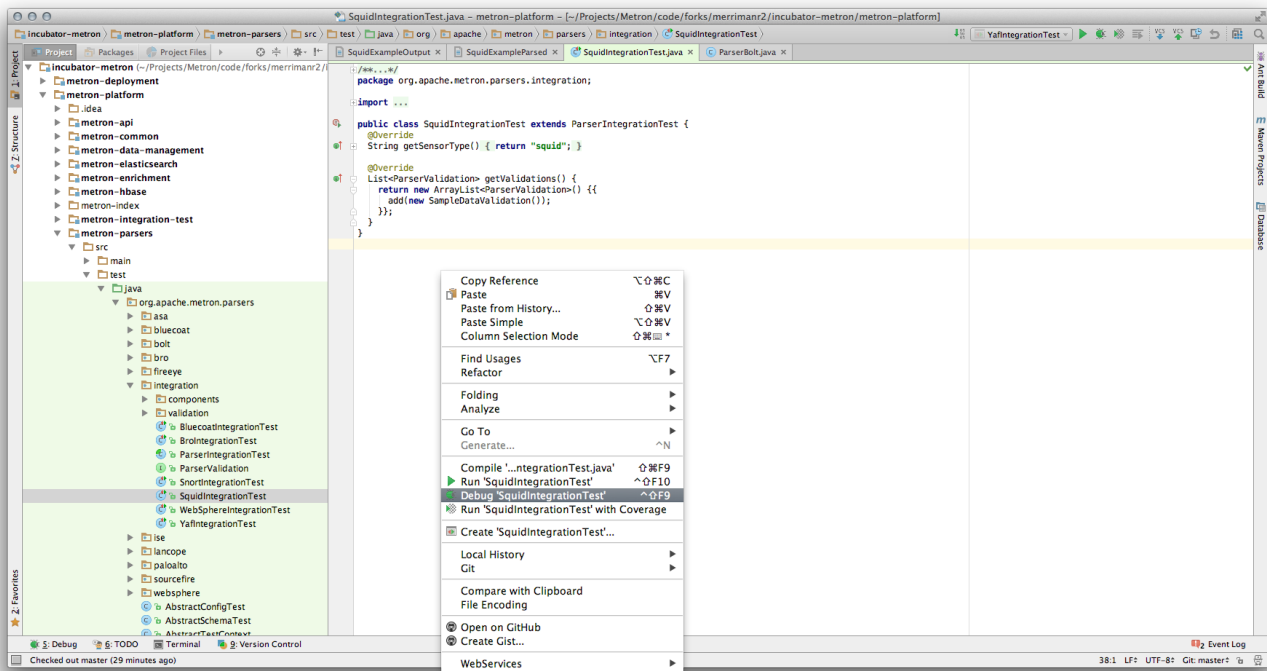 SquidIntegrationTest.java – metron-platform – [~/Projects/Metron/code/forks/merrimanr2/incubator-metron/metron-platform]
incubator-metron metron-platform metron-parsers src test java org apache metron parsers integration SquidIntegrationTest YafIntegrationTest
Project Packages Project Files
SquidExampleOutput × SquidExampleParsed × SquidIntegrationTest.java × ParserBolt.java ×
1: Project
Z: Structure
2: Favorites
incubator-metron (~/Projects/Metron/code/forks/merrimanr2/i
metron-deployment
metron-platform
.idea
metron-api
metron-common
metron-data-management
metron-elasticsearch
metron-enrichment
metron-hbase
metron-index
metron-integration-test
metron-parsers
src
main
test
java
org.apache.metron.parsers
asa
bluecoat
bolt
bro
fireeye
integration
components
validation
BluecoatIntegrationTest
BroIntegrationTest
ParserIntegrationTest
ParserValidation
SnortIntegrationTest
SquidIntegrationTest
WebSphereIntegrationTest
YafIntegrationTest
ise
lancope
paloalto
sourcefire
websphere
AbstractConfigTest
AbstractSchemaTest
AbstractTestContext
/**...*/
package org.apache.metron.parsers.integration;
import ...
public class SquidIntegrationTest extends ParserIntegrationTest {
@Override
String getSensorType() { return "squid"; }
@Override
List<ParserValidation> getValidations() {
return new ArrayList<ParserValidation>() {{
add(new SampleDataValidation());
}};
}
}
Copy Reference ⌥⇧⌘C
Paste ⌘V
Paste from History... ⇧⌘V
Paste Simple ⌥⇧⌘V
Column Selection Mode ⇧⌘ *
Find Usages ⌥F7
Refactor
Folding
Analyze
Go To
Generate... ^N
Compile '...ntegrationTest.java' ⇧⌘F9
Run 'SquidIntegrationTest' ^⇧F10
Debug 'SquidIntegrationTest' ^⇧F9
Run 'SquidIntegrationTest' with Coverage
Create 'SquidIntegrationTest'...
Local History
Git
Compare with Clipboard
File Encoding
Open on GitHub
Create Gist...
WebServices
Ant Build
Maven Projects
Database
5: Debug 6: TODO Terminal 9: Version Control 2 Event Log
Checked out master (29 minutes ago) 38:1 LF÷ UTF-8÷ Git: master÷